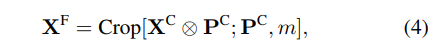 X^F = Crop[X^C ⊗ P^C; P^C, m], (4)